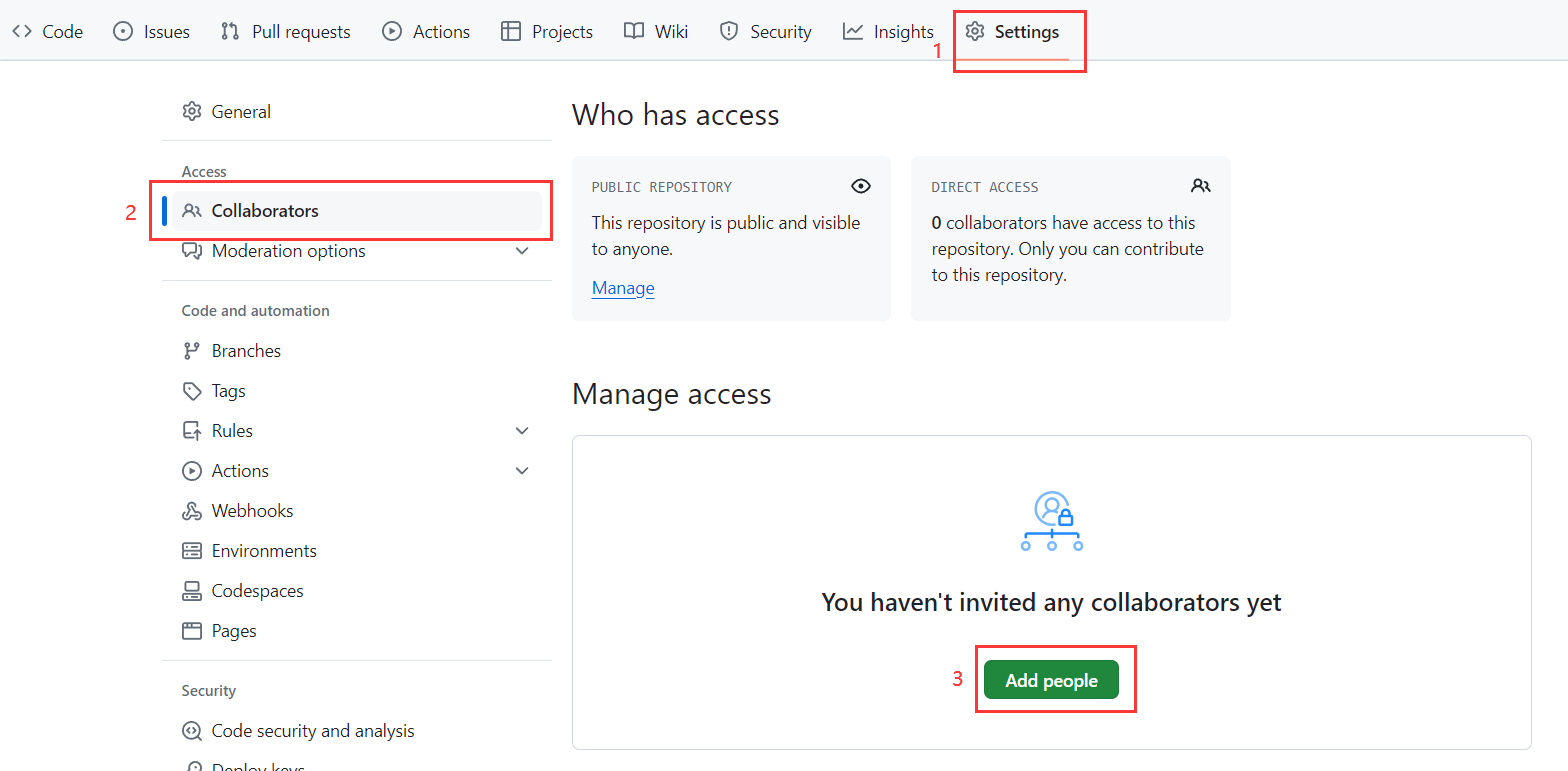 Code Issues Pull requests Actions Projects Wiki Security Insights Settings
1
General
Access
2
Collaborators
Moderation options
Code and automation
Branches
Tags
Rules
Actions
Webhooks
Environments
Codespaces
Pages
Security
Code security and analysis
Deploy keys
Who has access
PUBLIC REPOSITORY
This repository is public and visible
to anyone.
Manage
DIRECT ACCESS
0 collaborators have access to this
repository. Only you can contribute
to this repository.
Manage access
You haven't invited any collaborators yet
3
Add people